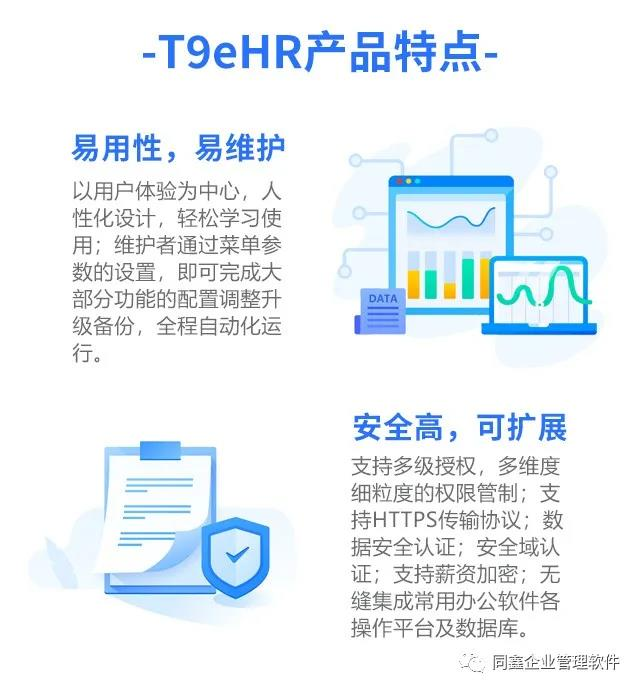 -T9eHR产品特点-
易用性，易维护
以用户体验为中心，人
性化设计，轻松学习使
用；维护者通过菜单参
数的设置，即可完成大
部分功能的配置调整升
级备份，全程自动化运
行。
DATA
安全高，可扩展
支持多级授权，多维度
细粒度的权限管制；支
持HTTPS传输协议；数
据安全认证；安全域认
证；支持薪资加密；无
缝集成常用办公软件各
操作平台及数据库。
同鑫企业管理软件